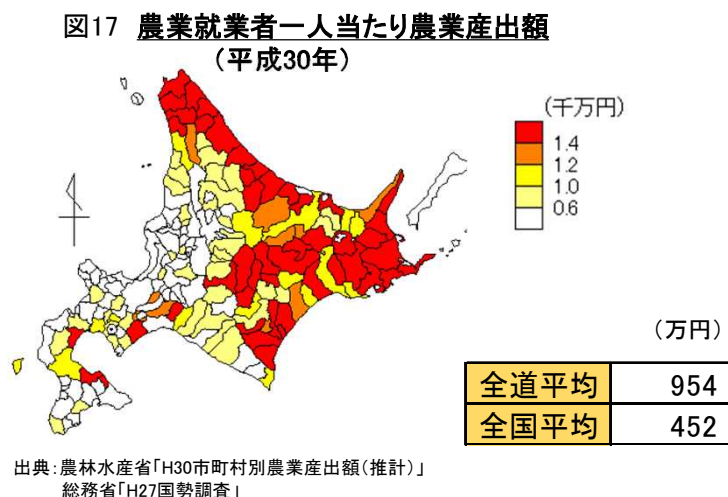 図17 農業就業者一人当たり農業産出額
(平成30年)
(千万円)
1.4
1.2
1.0
0.6
(万円)
全道平均 954
全国平均 452
出典:農林水産省「H30市町村別農業産出額(推計)」
総務省「H27国勢調査」